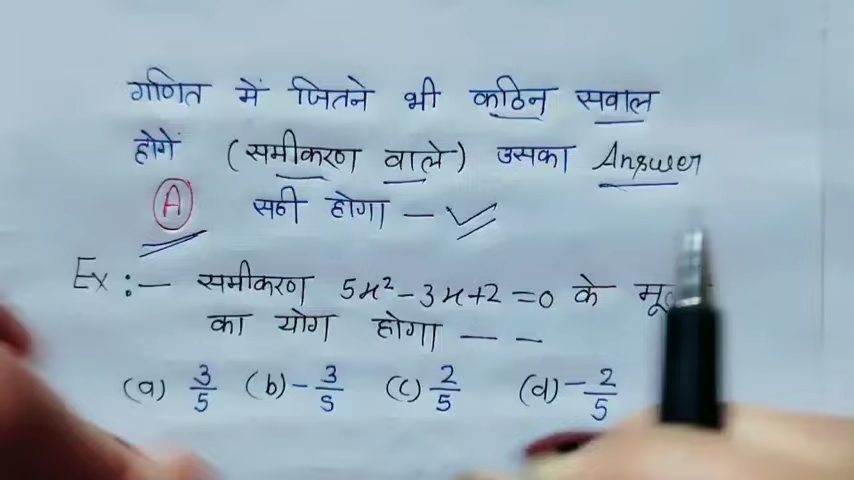 गणित में जितने भी कठिन सवाल
होगें (समीकरण वाले) उसका Answer
A सही होगा —
Ex :— समीकरण 5x² - 3x + 2 = 0 के
का योग होगा — —
(a) 3/5 (b) - 3/5 (c) 2/5 (d) - 2/5